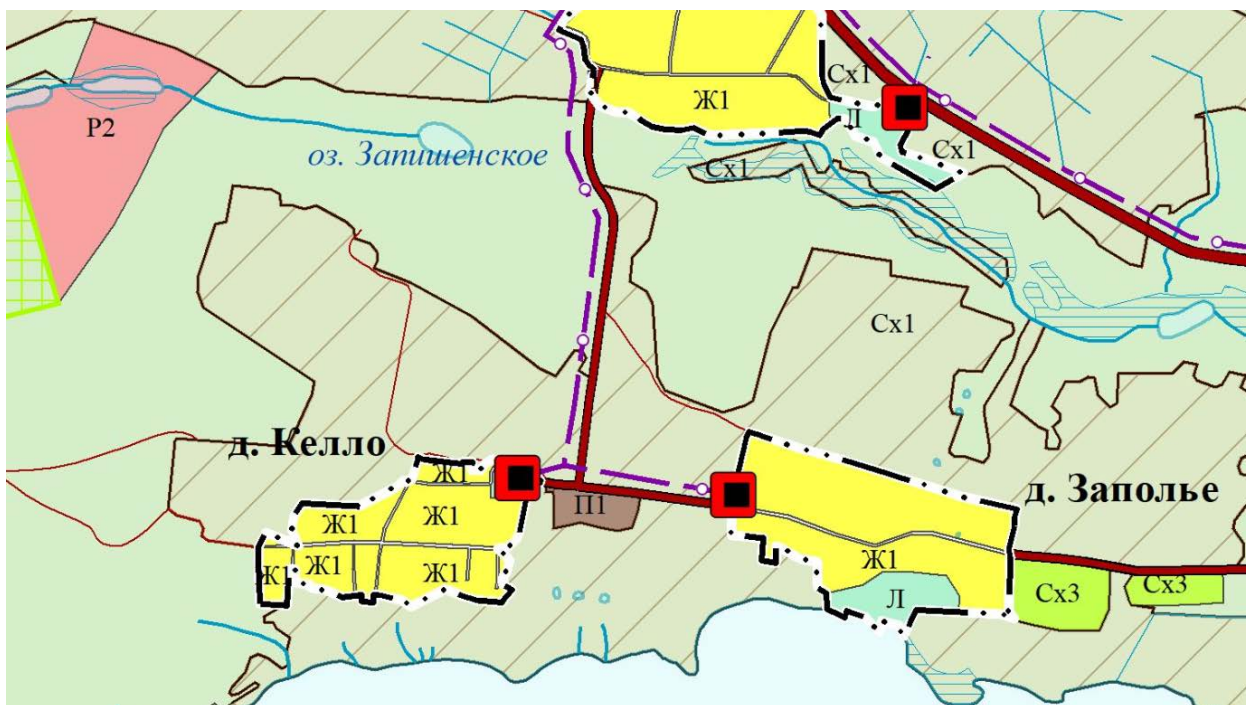 Сх1
Ж1
Р2
Л
оз. Запишенское
Сх1
Сх1
Сх1
д. Келло
Ж1
д. Заполье
П1
Ж1
Ж1
Ж1
Ж1
Ж1
Ж1
Л
Сх3
Сх3